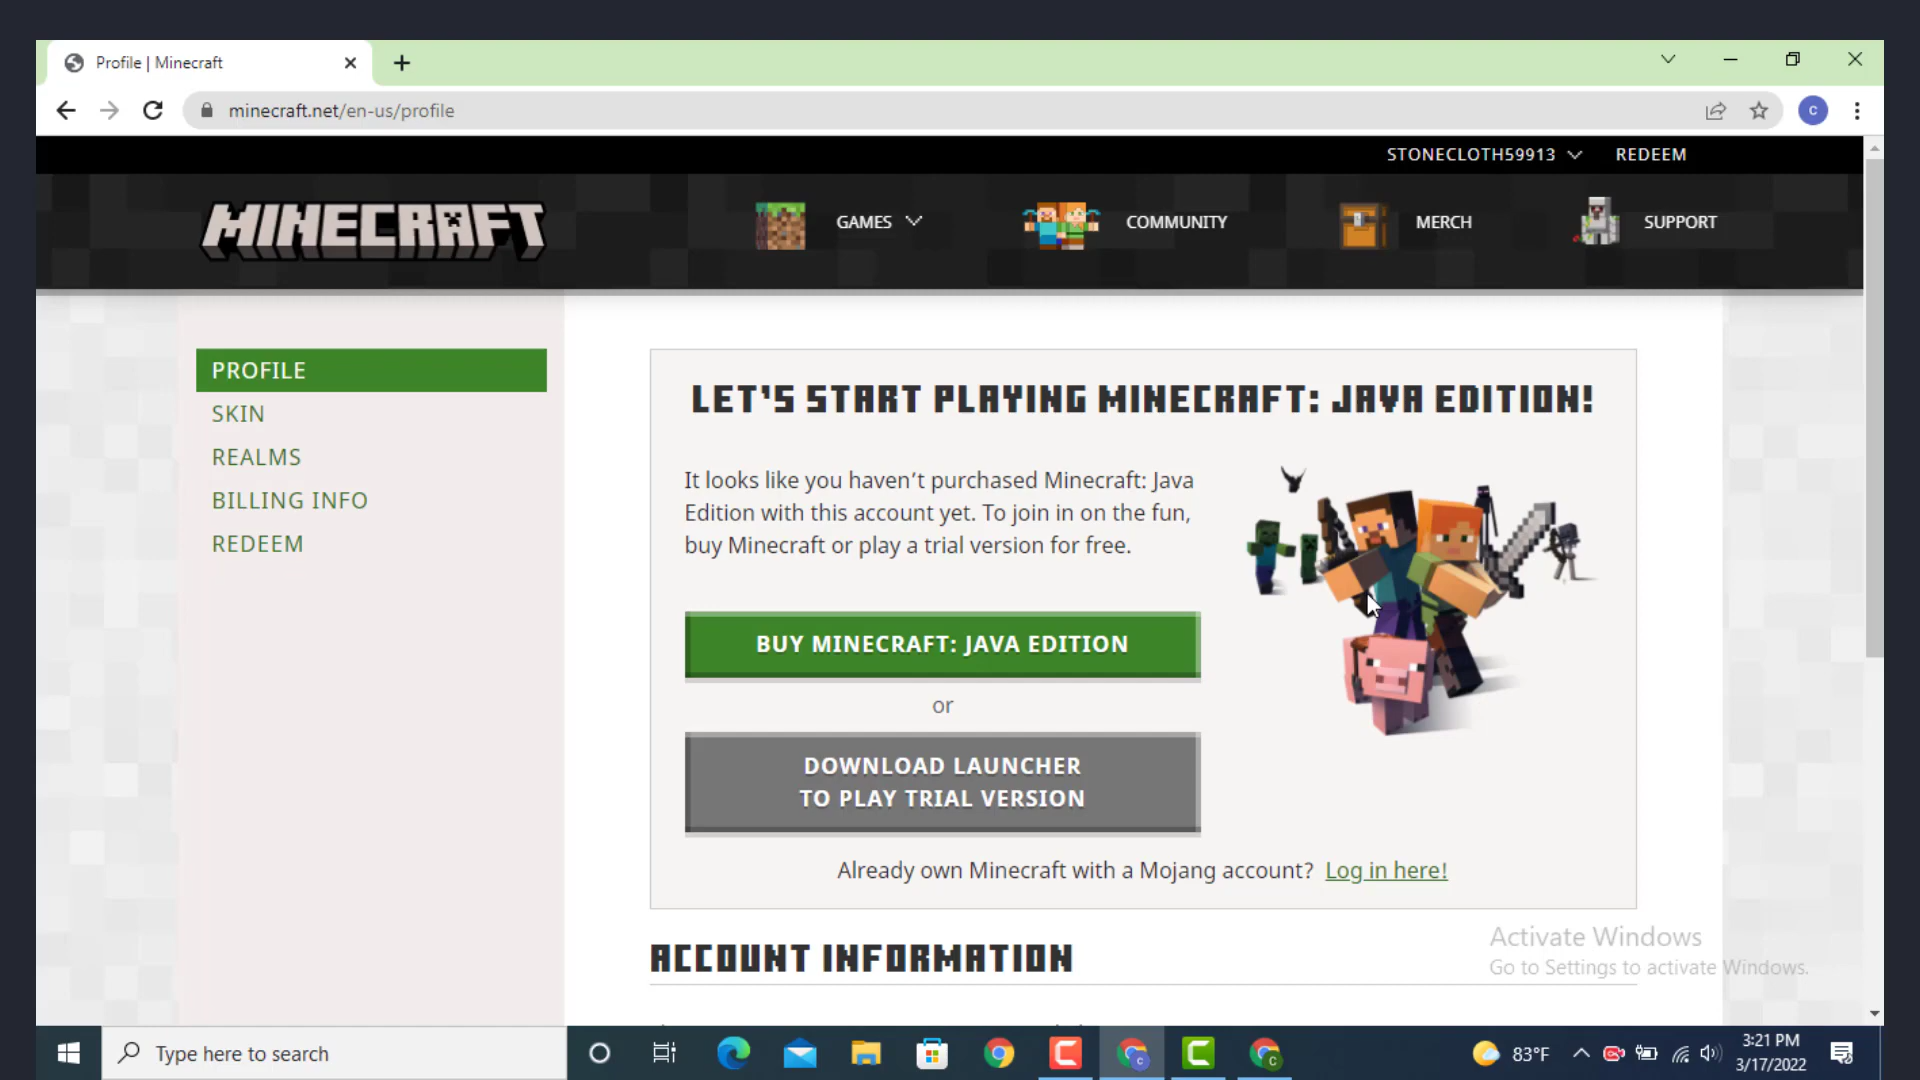 Profile | Minecraft
minecraft.net/en-us/profile
C
STONECLOTH59913
REDEEM
MINECRAFT
GAMES
COMMUNITY
MERCH
SUPPORT
PROFILE
SKIN
REALMS
BILLING INFO
REDEEM
LET'S START PLAYING MINECRAFT: JAVA EDITION!
It looks like you haven’t purchased Minecraft: Java
Edition with this account yet. To join in on the fun,
buy Minecraft or play a trial version for free.
BUY MINECRAFT: JAVA EDITION
or
DOWNLOAD LAUNCHER
TO PLAY TRIAL VERSION
Already own Minecraft with a Mojang account? Log in here!
ACCOUNT INFORMATION
Activate Windows
Go to Settings to activate Windows.
Type here to search
83°F
3:21 PM
3/17/2022